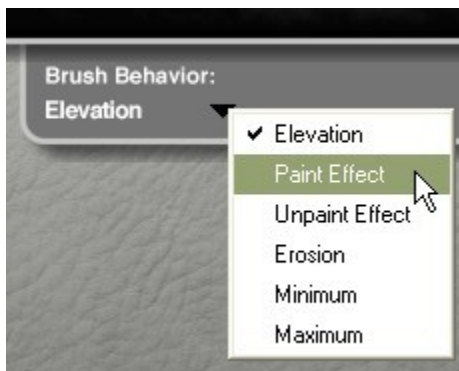 Brush Behavior:
Elevation
✔ Elevation
Paint Effect
Unpaint Effect
Erosion
Minimum
Maximum